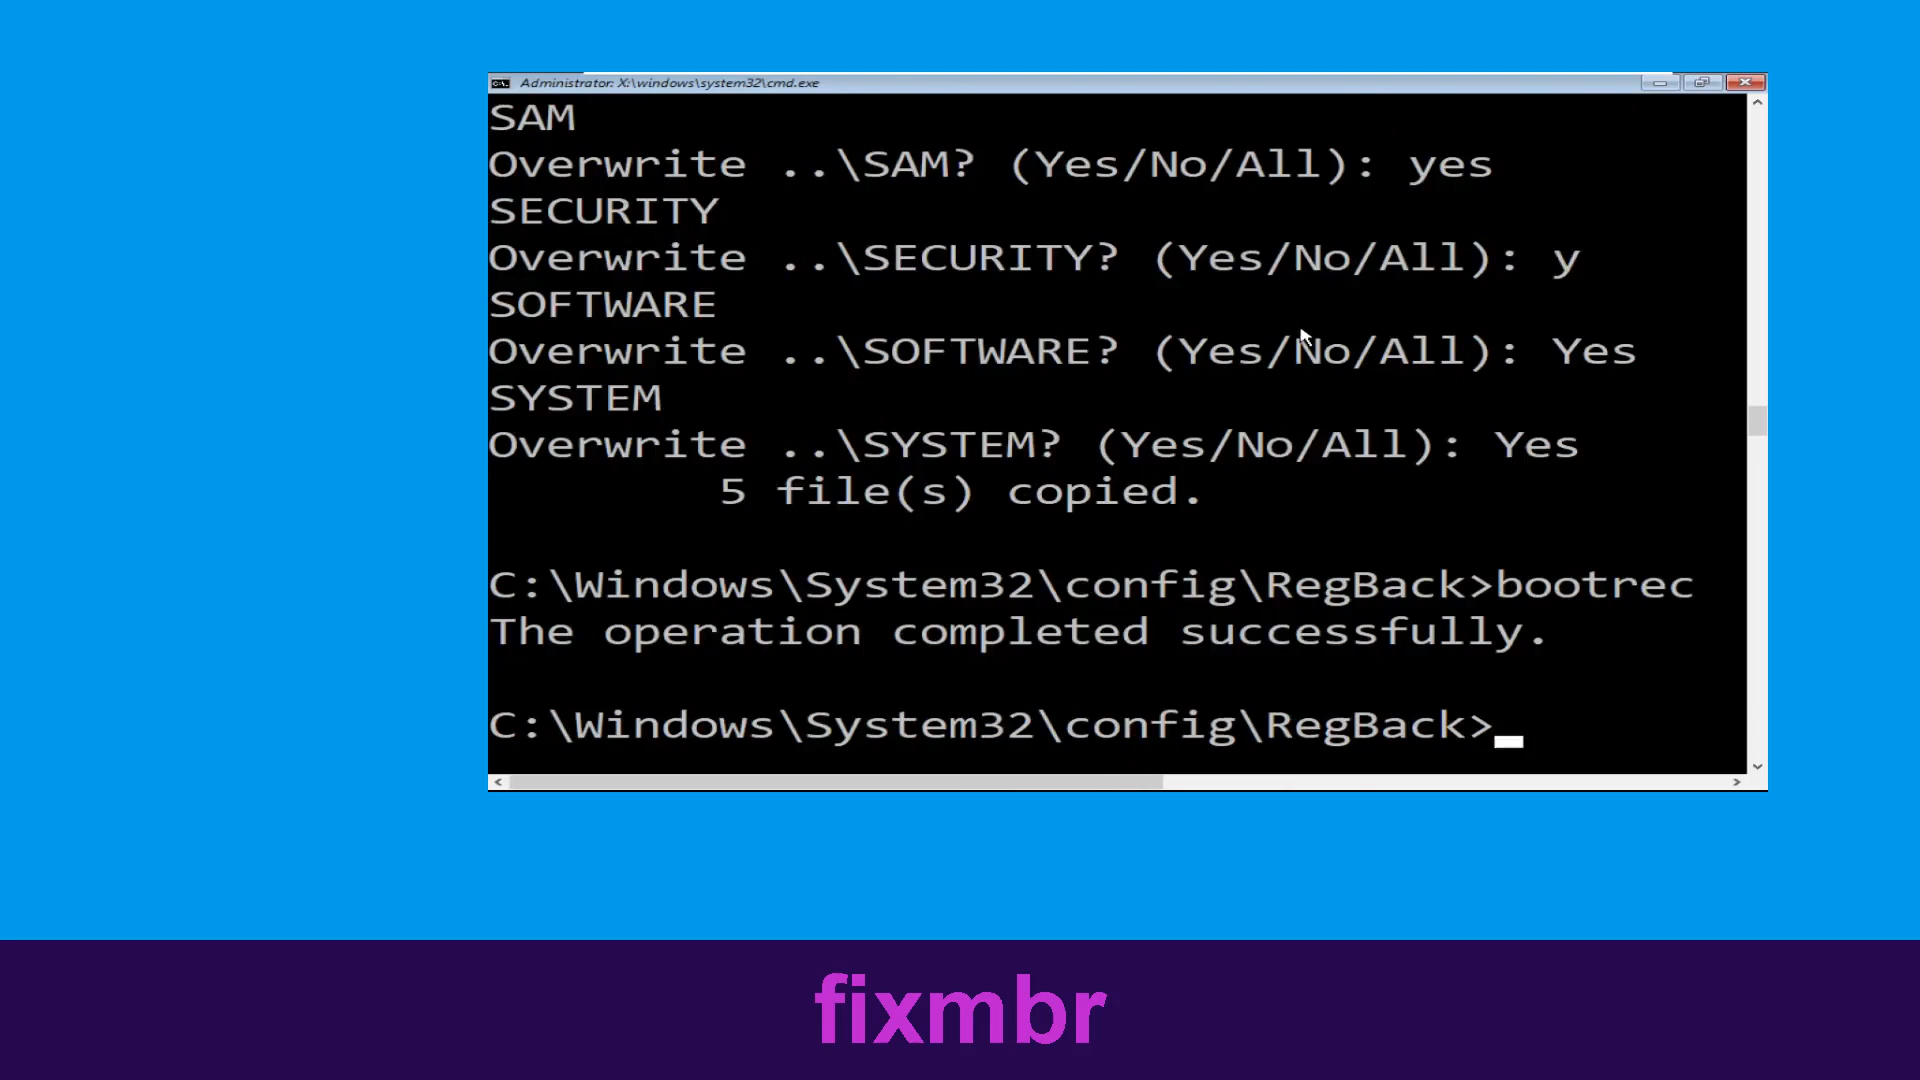 Administrator: X:\windows\system32\cmd.exe
SAM
Overwrite ..\SAM? (Yes/No/All): yes
SECURITY
Overwrite ..\SECURITY? (Yes/No/All): y
SOFTWARE
Overwrite ..\SOFTWARE? (Yes/No/All): Yes
SYSTEM
Overwrite ..\SYSTEM? (Yes/No/All): Yes
5 file(s) copied.
C:\Windows\System32\config\RegBack>bootrec
The operation completed successfully.
C:\Windows\System32\config\RegBack>
fixmbr